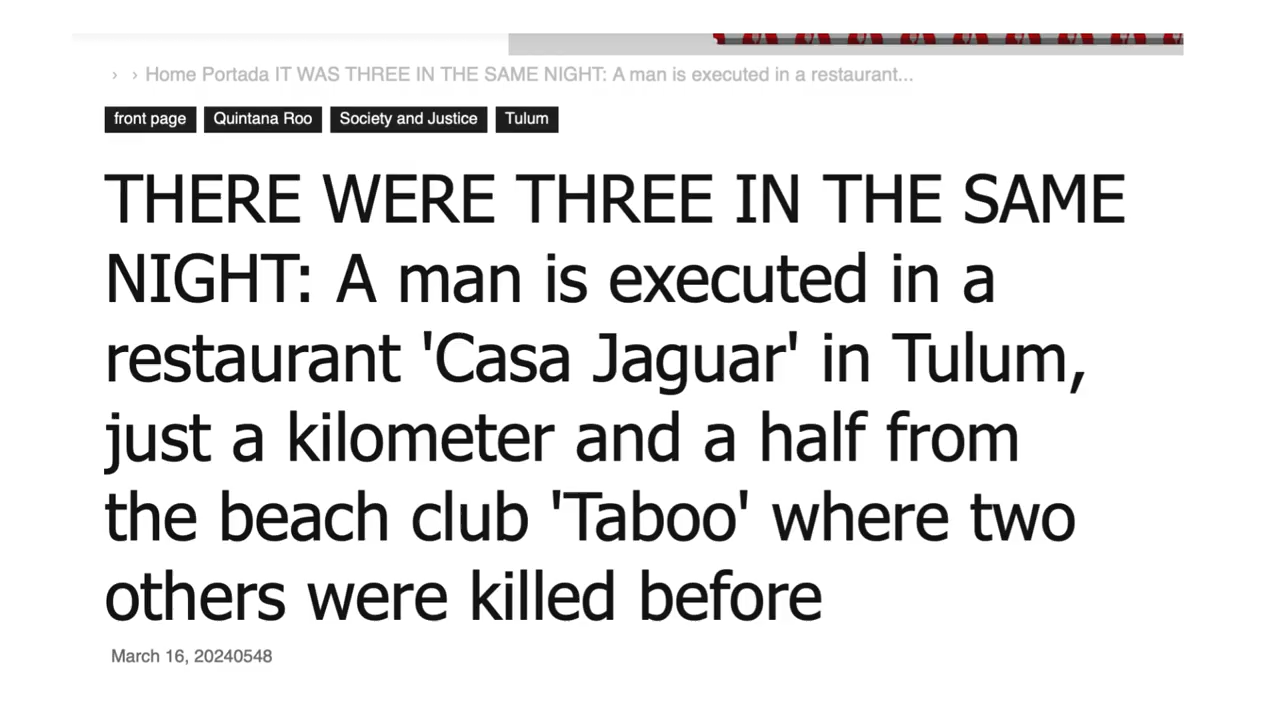 › › Home Portada IT WAS THREE IN THE SAME NIGHT: A man is executed in a restaurant...
front page Quintana Roo Society and Justice Tulum
THERE WERE THREE IN THE SAME
NIGHT: A man is executed in a
restaurant 'Casa Jaguar' in Tulum,
just a kilometer and a half from
the beach club 'Taboo' where two
others were killed before
March 16, 20240548